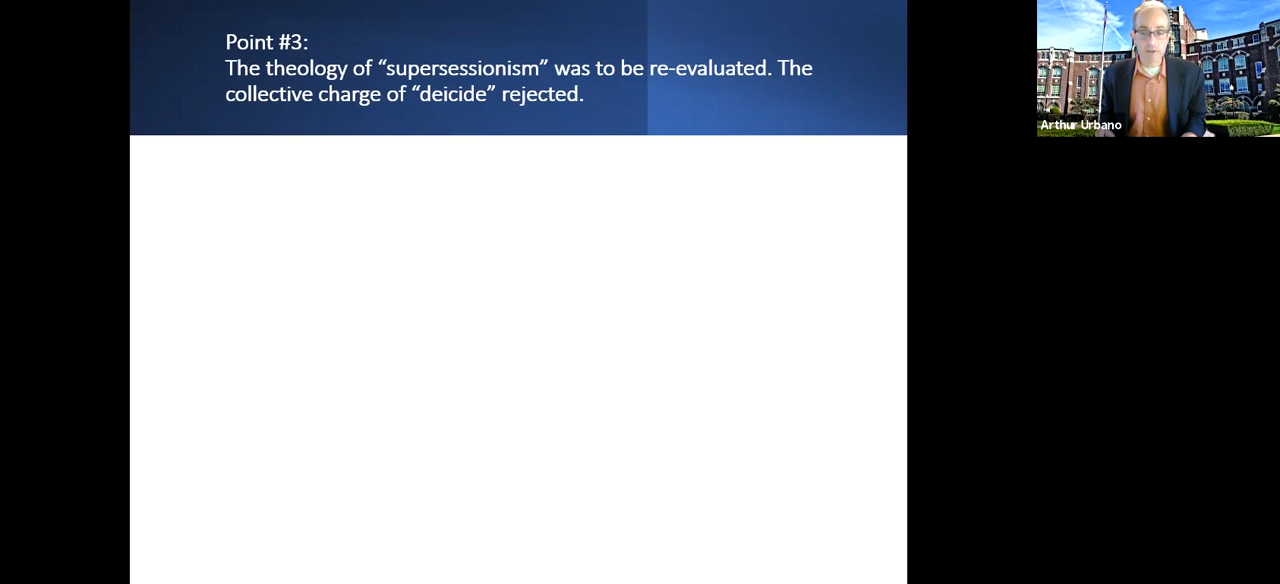 Point #3:
The theology of “supersessionism” was to be re-evaluated. The
collective charge of “deicide” rejected.
Arthur Urbano